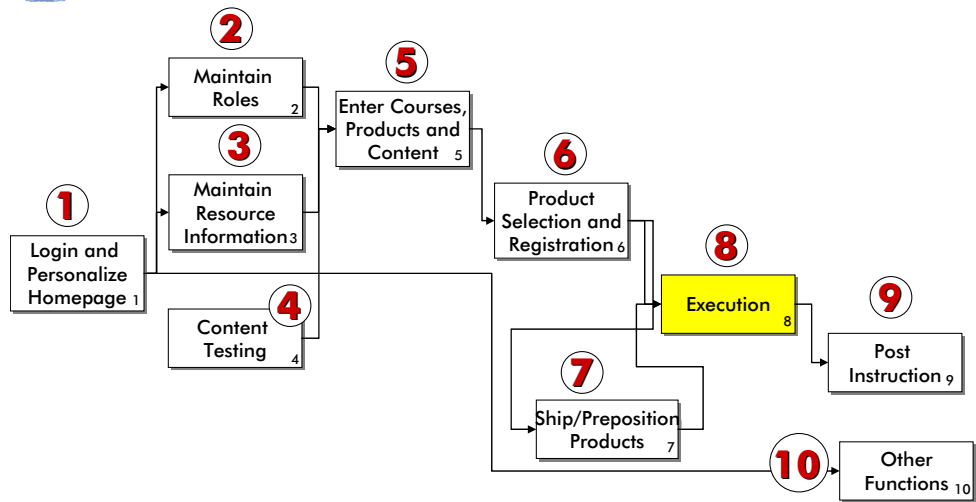 1
Login and
Personalize
Homepage 1
2
Maintain
Roles
2
3
Maintain
Resource
Information 3
4
Content
Testing
4
5
Enter Courses,
Products and
Content 5
6
Product
Selection and
Registration 6
7
Ship/Preposition
Products
7
8
Execution
8
9
Post
Instruction 9
10
Other
Functions 10